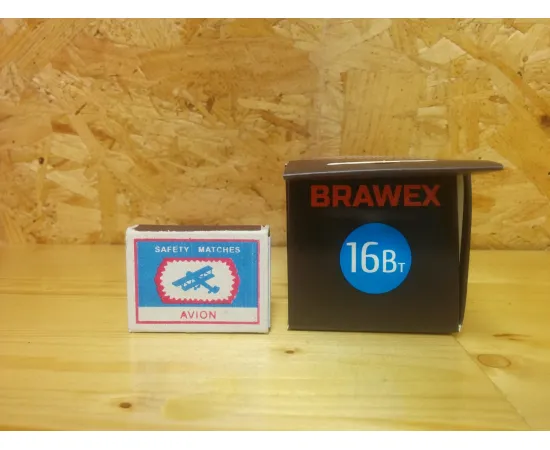 SAFETY MATCHES
AVION
BRAWEX
16Вт